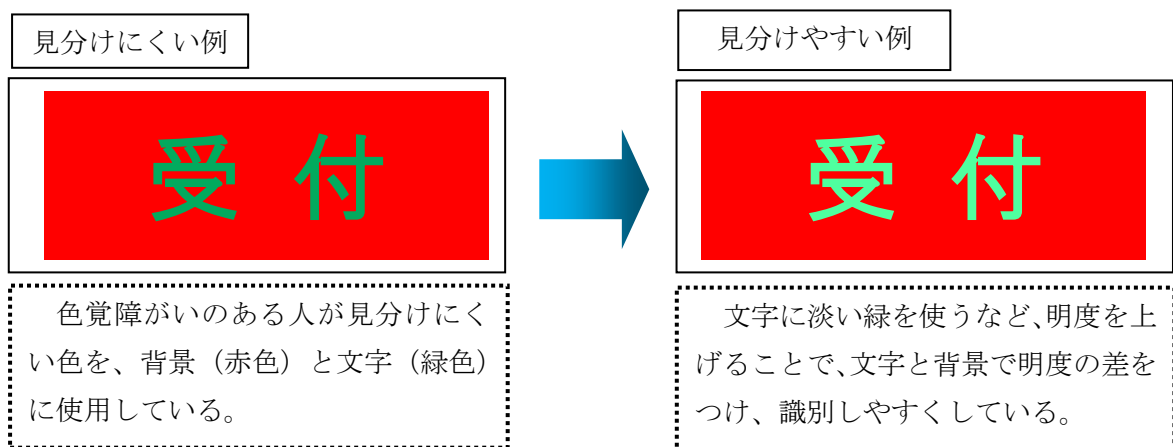 見分けにくい例
受 付
　色覚障がいのある人が見分けにく
い色を、背景（赤色）と文字（緑色）
に使用している。
見分けやすい例
受 付
　文字に淡い緑を使うなど、明度を上
げることで、文字と背景で明度の差を
つけ、識別しやすくしている。